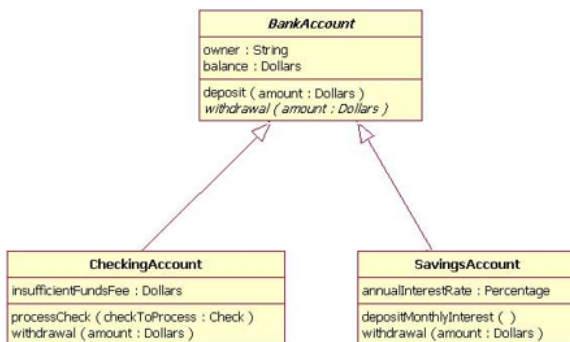 BankAccount
owner : String
balance : Dollars
deposit ( amount : Dollars )
withdrawal ( amount : Dollars )
CheckingAccount
insufficientFundsFee : Dollars
processCheck ( checkToProcess : Check )
withdrawal ( amount : Dollars )
SavingsAccount
annualInterestRate : Percentage
depositMonthlyInterest ( )
withdrawal ( amount : Dollars )